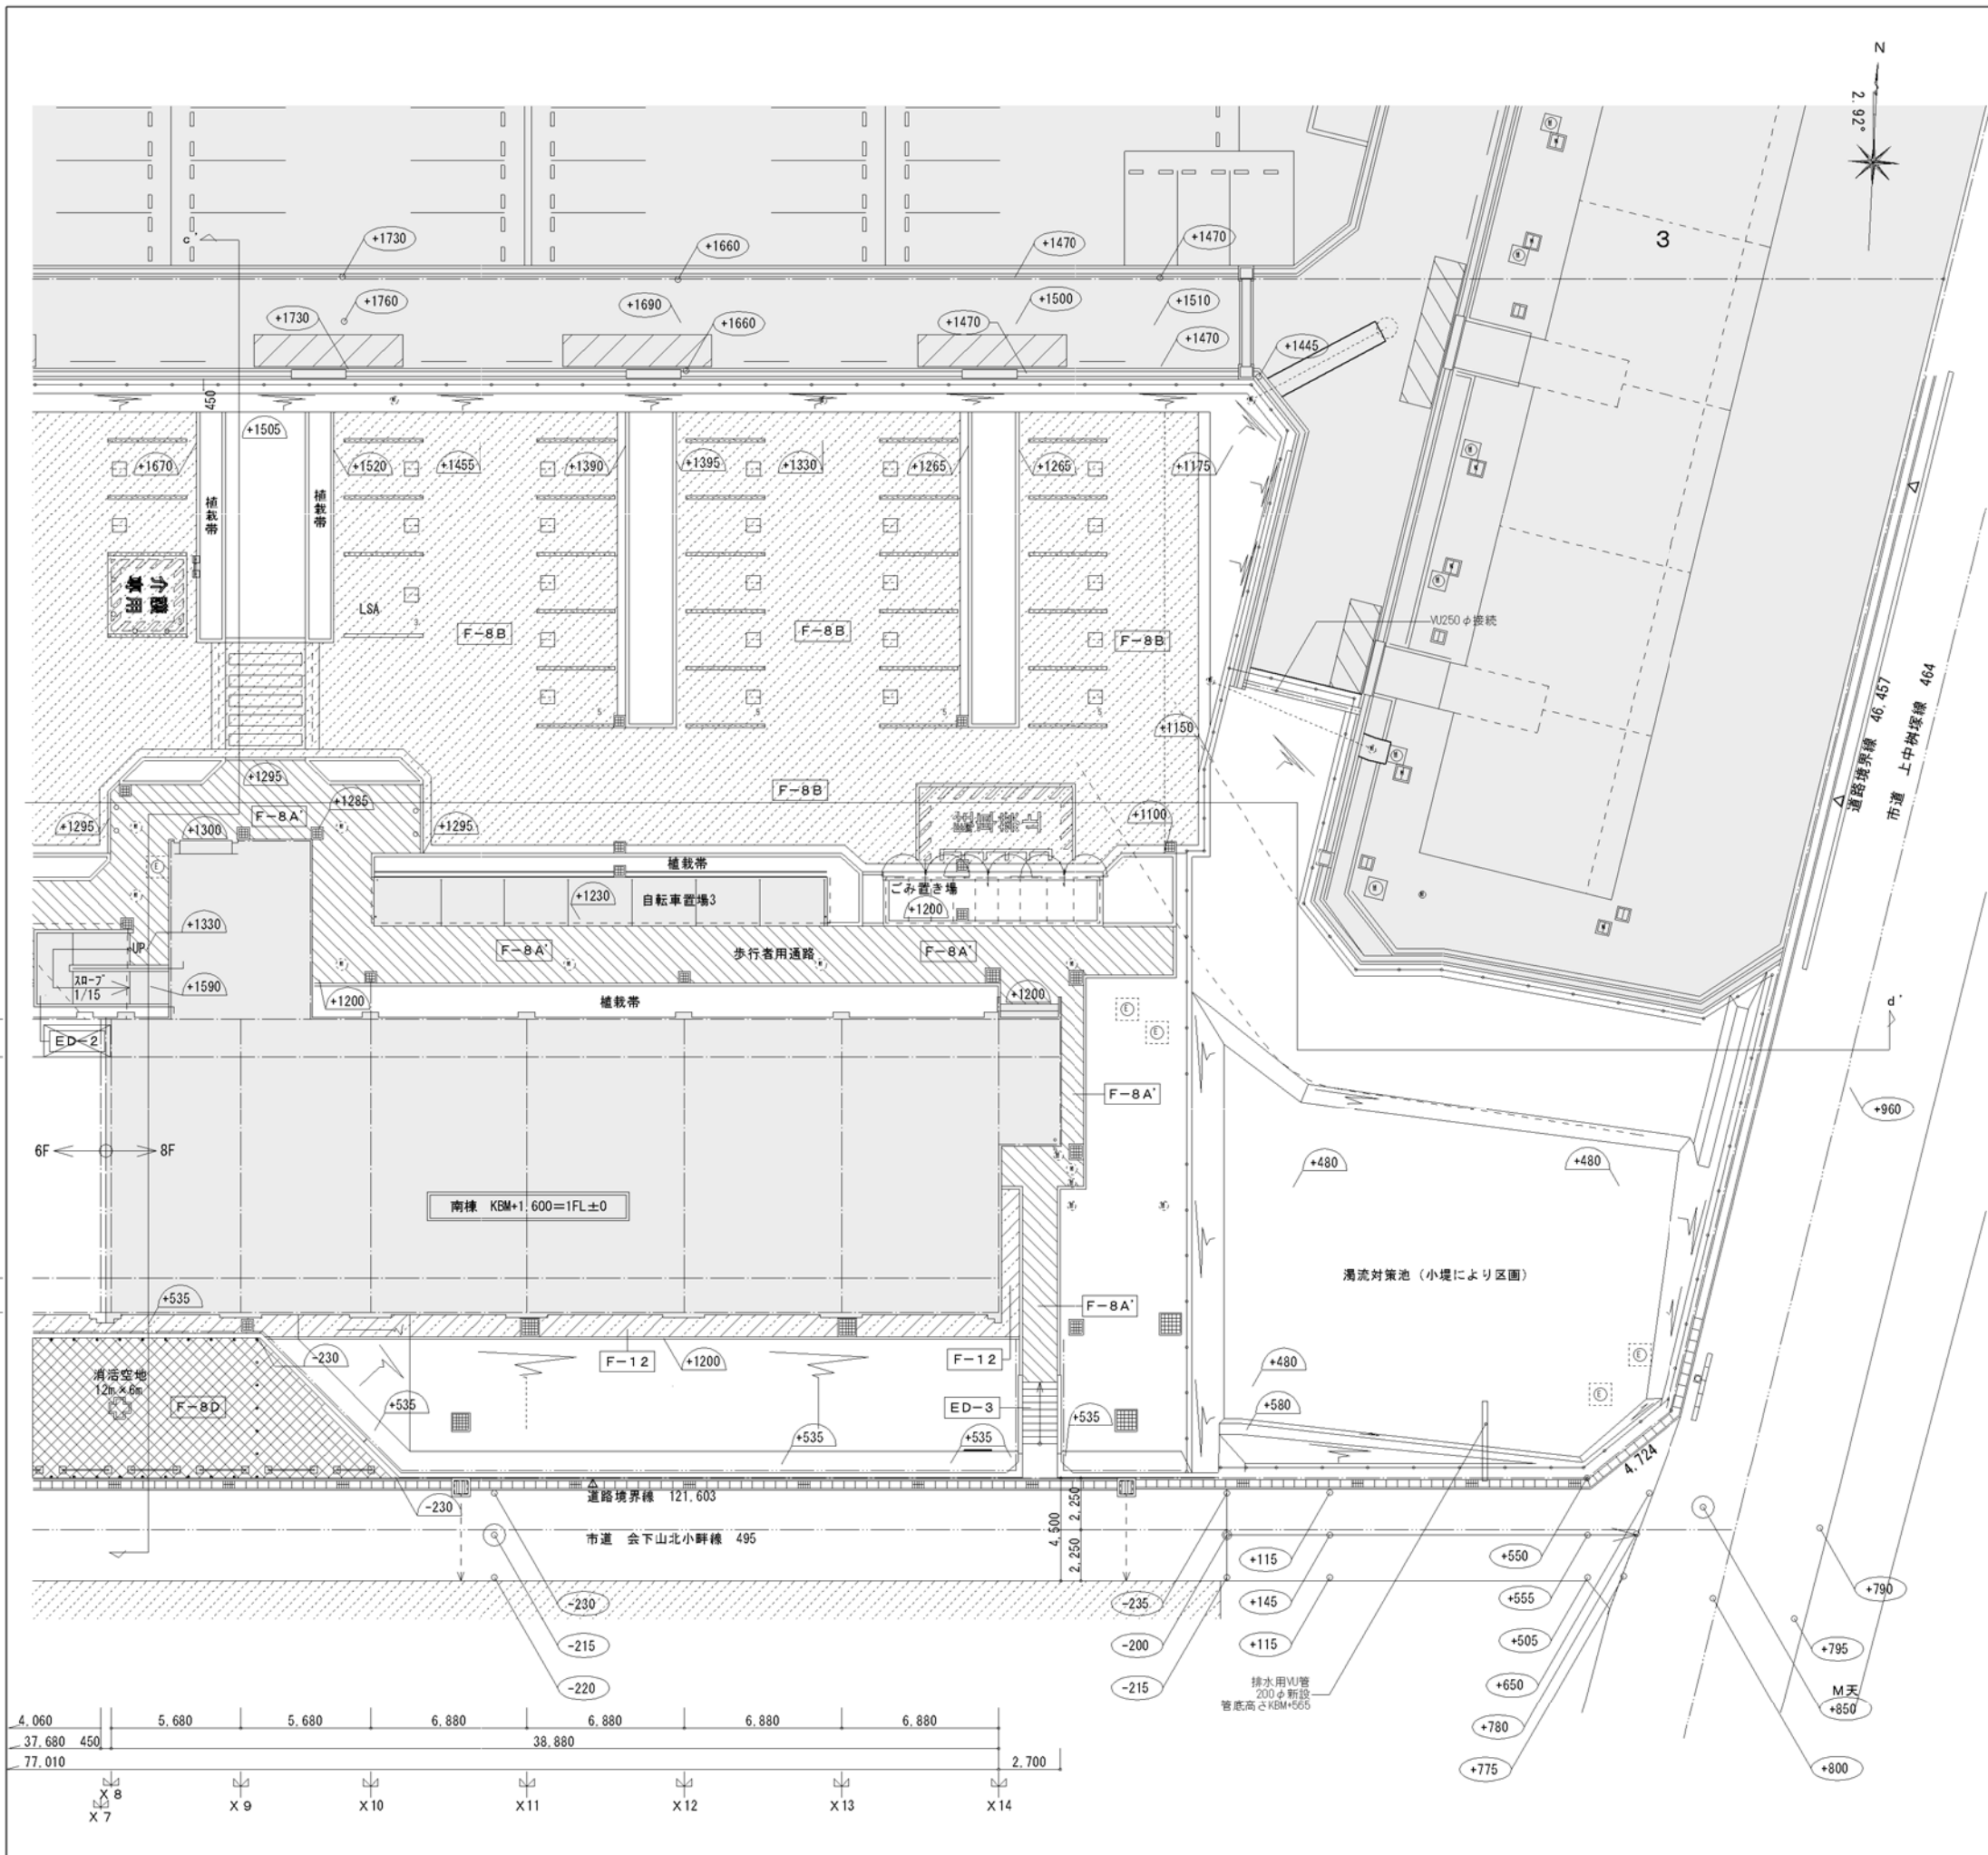 N
2.92°
3
c'
+1730
+1660
+1470
+1470
+1760
+1690
+1500
+1510
+1730
+1660
+1470
+1470
+1445
450
+1505
+1670
+1520
+1455
+1390
+1395
+1330
+1265
+1265
+1175
植栽帯
植栽帯
介護
専用
LSA
F-8B
F-8B
F-8B
VU250φ接続
+1150
道路境界線 46,457
市道 上中桝塚線 464
+1295
F-8A'
+1285
F-8B
+1295
+1300
+1295
+1100
植栽帯
自転車置場3
+1230
ごみ置き場
+1200
+1330
UP
F-8A'
歩行者用通路
F-8A'
スロープ
1/15
+1590
+1200
植栽帯
+1200
ED-2
d'
F-8A'
+960
6F
8F
+480
+480
南棟 KBM+1,600=1FL±0
濁流対策池（小堤により区画）
+535
F-8A'
消活空地
12m×6m
F-8D
-230
F-12
+1200
F-12
+480
+535
ED-3
+535
+580
+535
+535
4,724
-230
道路境界線 121,603
市道 会下山北小畔線 495
4,500
2,250
2,250
+115
+550
-230
-235
+145
+555
+790
-215
-200
+115
+505
+795
-220
-215
排水用VU管
200φ新設
管底高さKBM+565
+650
M天
+850
+780
+775
+800
4,060
5,680
5,680
6,880
6,880
6,880
6,880
37,680
450
38,880
77,010
2,700
X8
X7
X9
X10
X11
X12
X13
X14